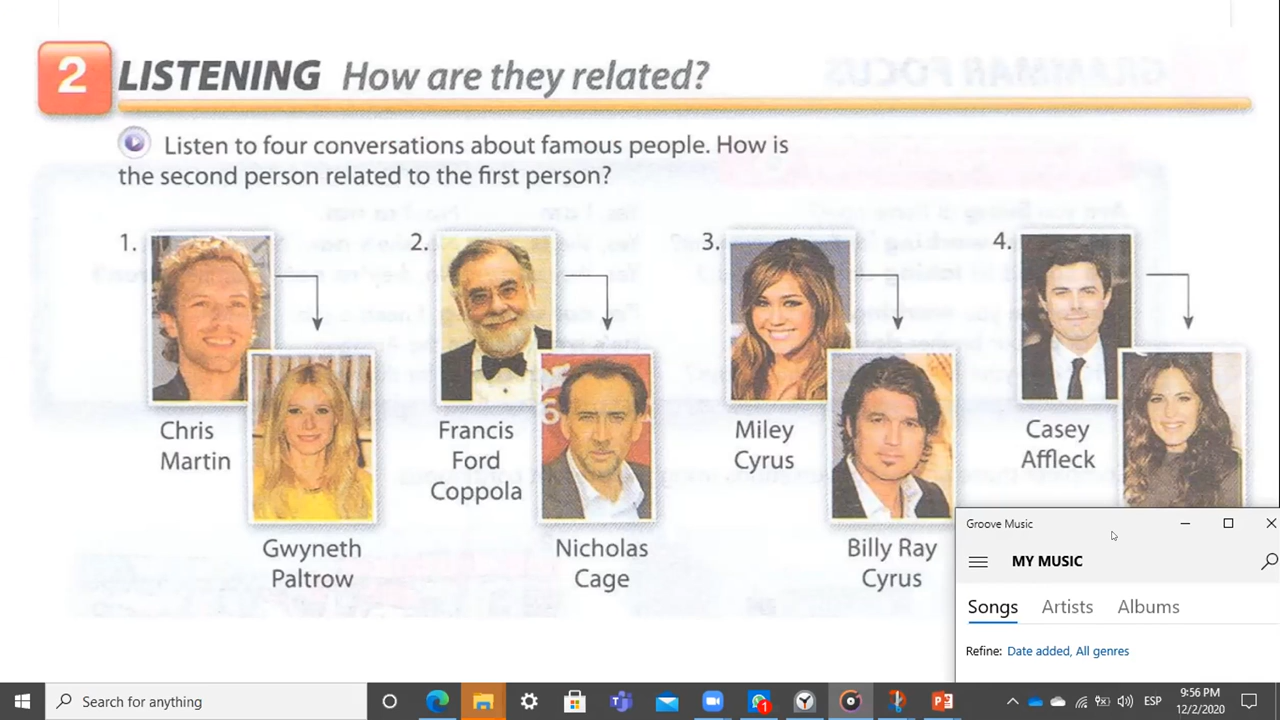 2 LISTENING How are they related?
Listen to four conversations about famous people. How is
the second person related to the first person?
1.
2.
3.
4.
Chris
Martin
Gwyneth
Paltrow
Francis
Ford
Coppola
Nicholas
Cage
Miley
Cyrus
Billy Ray
Cyrus
Casey
Affleck
Groove Music
MY MUSIC
Songs Artists Albums
Refine: Date added, All genres
Search for anything
1
ESP
9:56 PM
12/2/2020